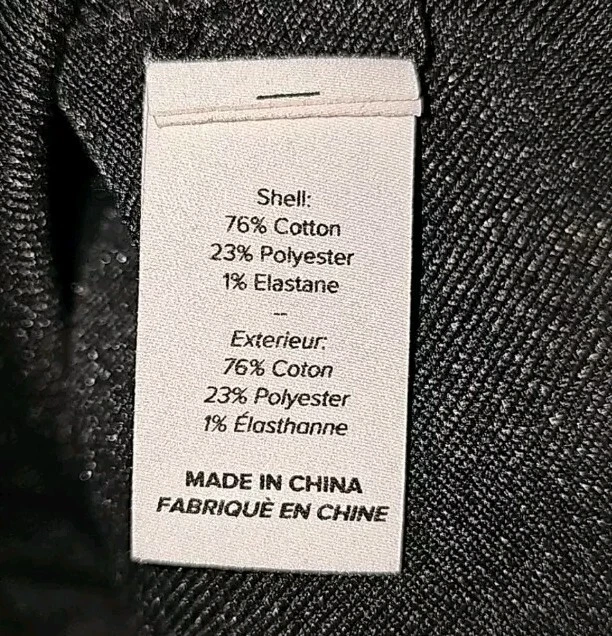 Shell:
76% Cotton
23% Polyester
1% Elastane
--
Exterieur:
76% Coton
23% Polyester
1% Élasthanne
MADE IN CHINA
FABRIQUÈ EN CHINE